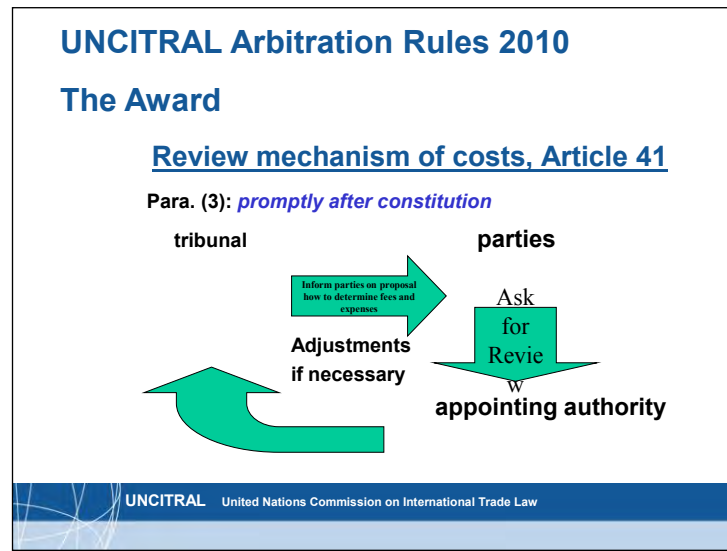 UNCITRAL Arbitration Rules 2010
The Award
Review mechanism of costs, Article 41
Para. (3): promptly after constitution
tribunal
parties
Inform parties on proposal
how to determine fees and
expenses
Ask
for
Revie
w
Adjustments
if necessary
appointing authority
UNCITRAL United Nations Commission on International Trade Law